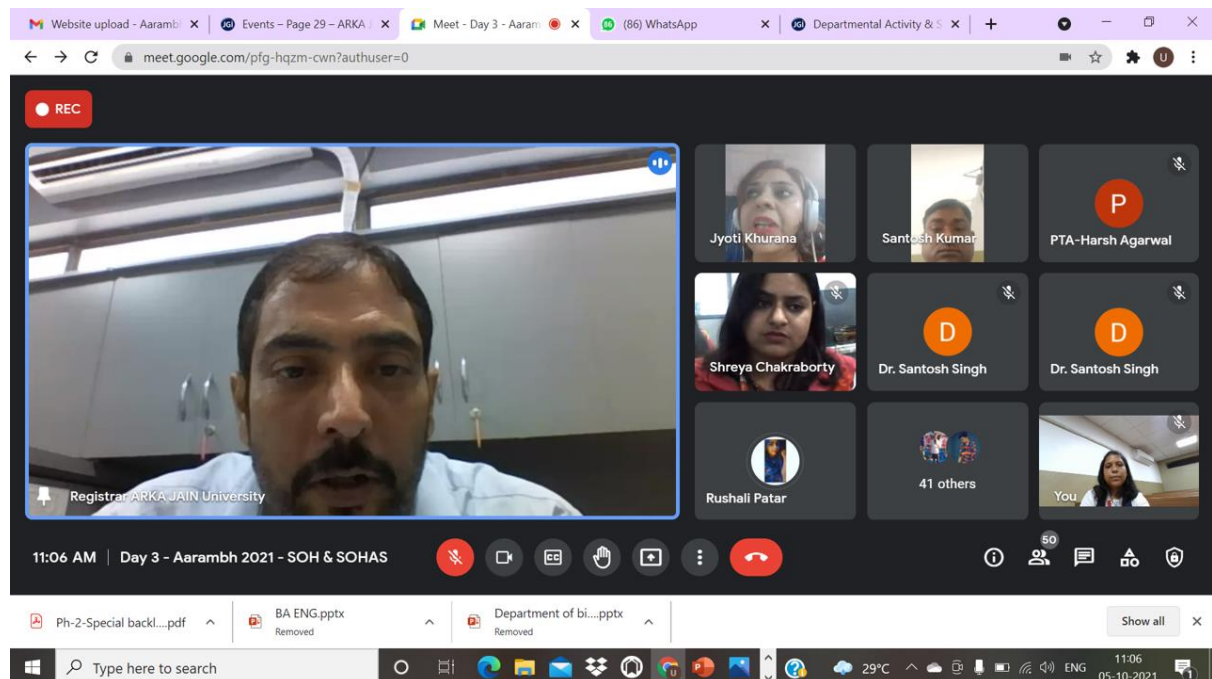 Website upload - Aaramb
Events – Page 29 – ARKA J
Meet - Day 3 - Aaram
(86) WhatsApp
Departmental Activity & S
meet.google.com/pfg-hqzm-cwn?authuser=0
U
REC
Registrar ARKA JAIN University
Jyoti Khurana
Santosh Kumar
P
PTA-Harsh Agarwal
Shreya Chakraborty
D
Dr. Santosh Singh
D
Dr. Santosh Singh
Rushali Patar
41 others
You
11:06 AM | Day 3 - Aarambh 2021 - SOH & SOHAS
50
Ph-2-Special backl....pdf
BA ENG.pptx
Removed
Department of bi....pptx
Removed
Show all
Type here to search
29°C
ENG
11:06
05-10-2021